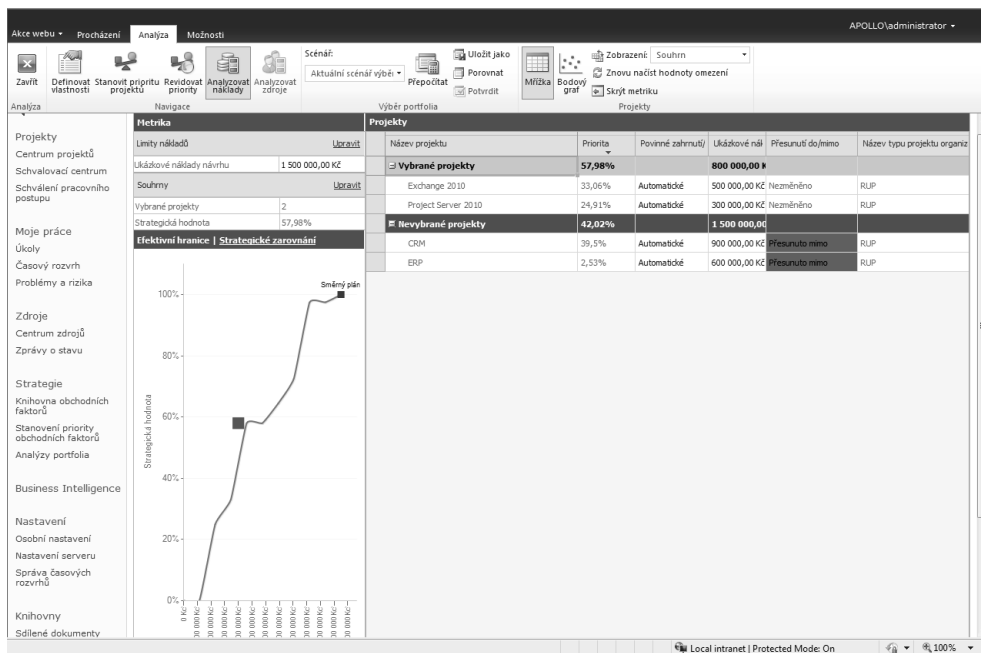 APOLLO\administrator
Akce webu Procházení Analýza Možnosti
Zavřít
Definovat vlastnosti
Stanovit pripritu projektů
Revidovat priority
Analyzovat náklady
Analyzovat zdroje
Scénář:
Aktuální scénář výběr
Přepočítat
Uložit jako
Porovnat
Potvrdit
Mřížka
Bodový graf
Zobrazení: Souhrn
Znovu načíst hodnoty omezení
Skrýt metriku
Analýza Navigace Výběr portfolia Projekty
Projekty
Centrum projektů
Schvalovací centrum
Schválení pracovního
postupu
Moje práce
Úkoly
Časový rozvrh
Problémy a rizika
Zdroje
Centrum zdrojů
Zprávy o stavu
Strategie
Knihovna obchodních
faktorů
Stanovení priority
obchodních faktorů
Analýzy portfolia
Business Intelligence
Nastavení
Osobní nastavení
Nastavení serveru
Správa časových
rozvrhů
Knihovny
Sdílené dokumenty
Metrika
Limity nákladů Upravit
Ukázkové náklady návrhu 1 500 000,00 Kč
Souhrny Upravit
Vybrané projekty 2
Strategická hodnota 57,98%
Efektivní hranice | Strategické zarovnání
Směrný plán
100%
80%
60%
40%
20%
0%
Strategická hodnota
0 Kč
Projekty
Název projektu Priorita Povinné zahrnutí/ Ukázkové nák Přesunutí do/mimo Název typu projektu organiz
Vybrané projekty 57,98% 800 000,00 K
Exchange 2010 33,06% Automatické 500 000,00 Kč Nezměněno RUP
Project Server 2010 24,91% Automatické 300 000,00 Kč Nezměněno RUP
Nevybrané projekty 42,02% 1 500 000,00
CRM 39,5% Automatické 900 000,00 Kč Přesunuto mimo RUP
ERP 2,53% Automatické 600 000,00 Kč Přesunuto mimo RUP
Local intranet | Protected Mode: On 100%